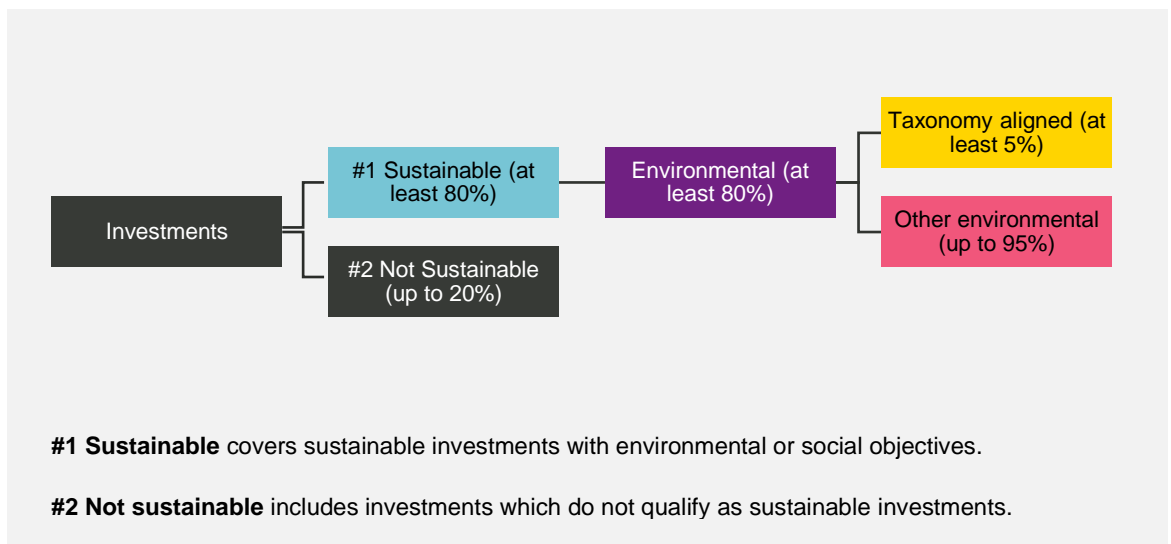 Investments
#1 Sustainable (at
least 80%)
#2 Not Sustainable
(up to 20%)
Environmental (at
least 80%)
Taxonomy aligned (at
least 5%)
Other environmental
(up to 95%)
#1 Sustainable covers sustainable investments with environmental or social objectives.
#2 Not sustainable includes investments which do not qualify as sustainable investments.